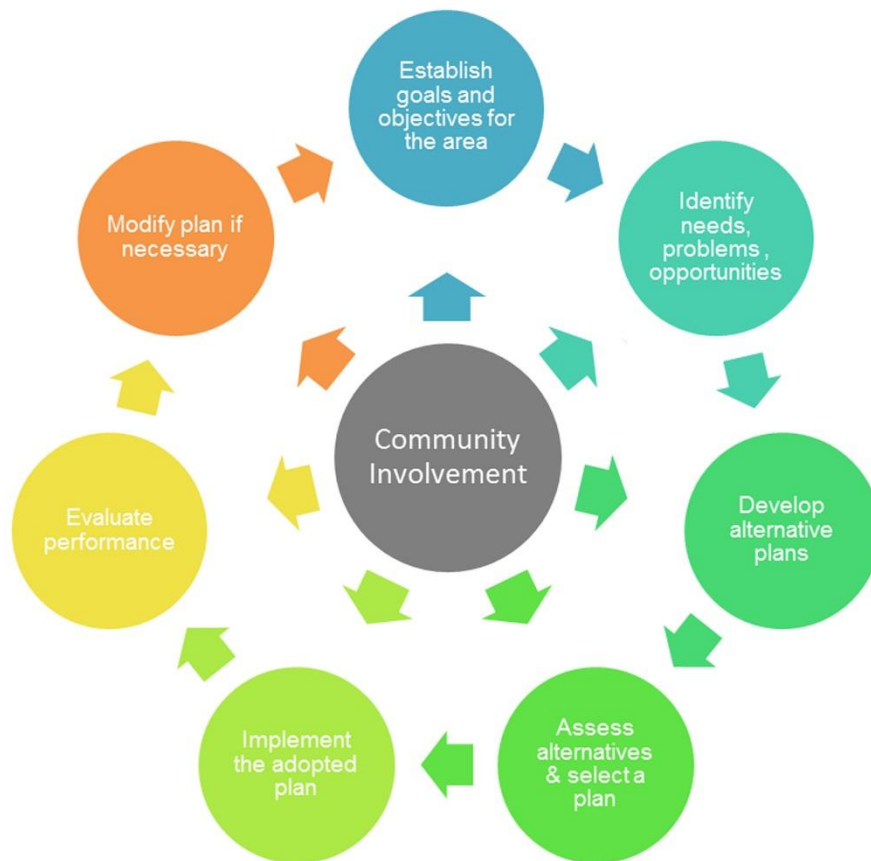 Establish
goals and
objectives for
the area
Identify
needs,
problems ,
opportunities
Develop
alternative
plans
Assess
alternatives
& select a
plan
Implement
the adopted
plan
Evaluate
performance
Modify plan if
necessary
Community
Involvement